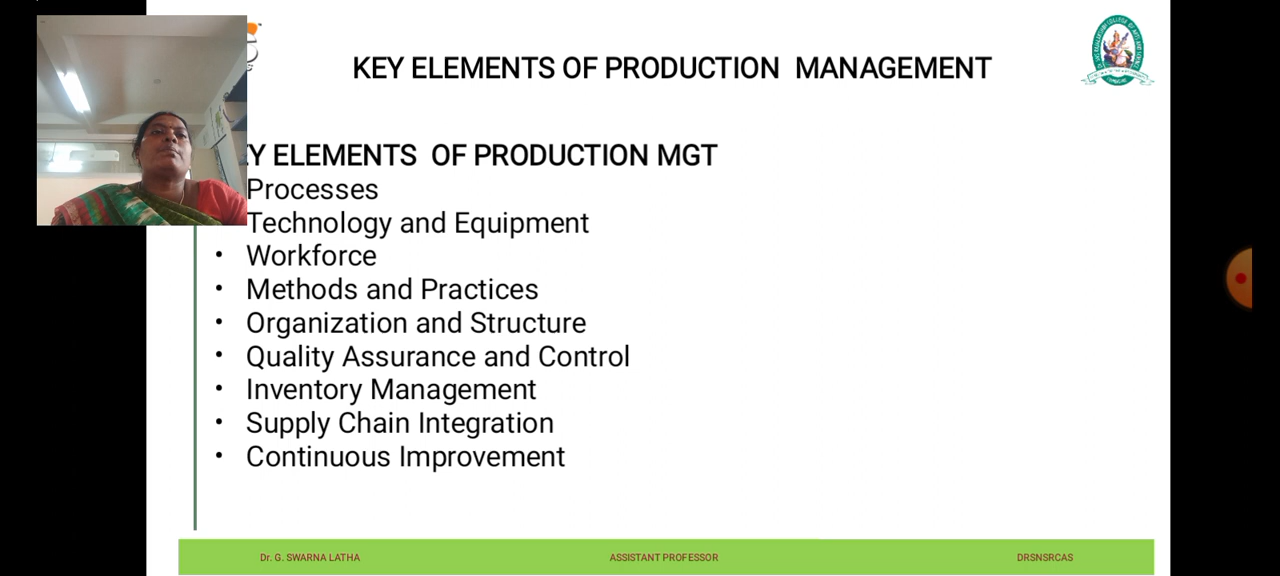 KEY ELEMENTS OF PRODUCTION MANAGEMENT
EY ELEMENTS OF PRODUCTION MGT
Processes
Technology and Equipment
• Workforce
• Methods and Practices
• Organization and Structure
• Quality Assurance and Control
• Inventory Management
• Supply Chain Integration
• Continuous Improvement
Dr. G. SWARNA LATHA ASSISTANT PROFESSOR DRSNSRCAS